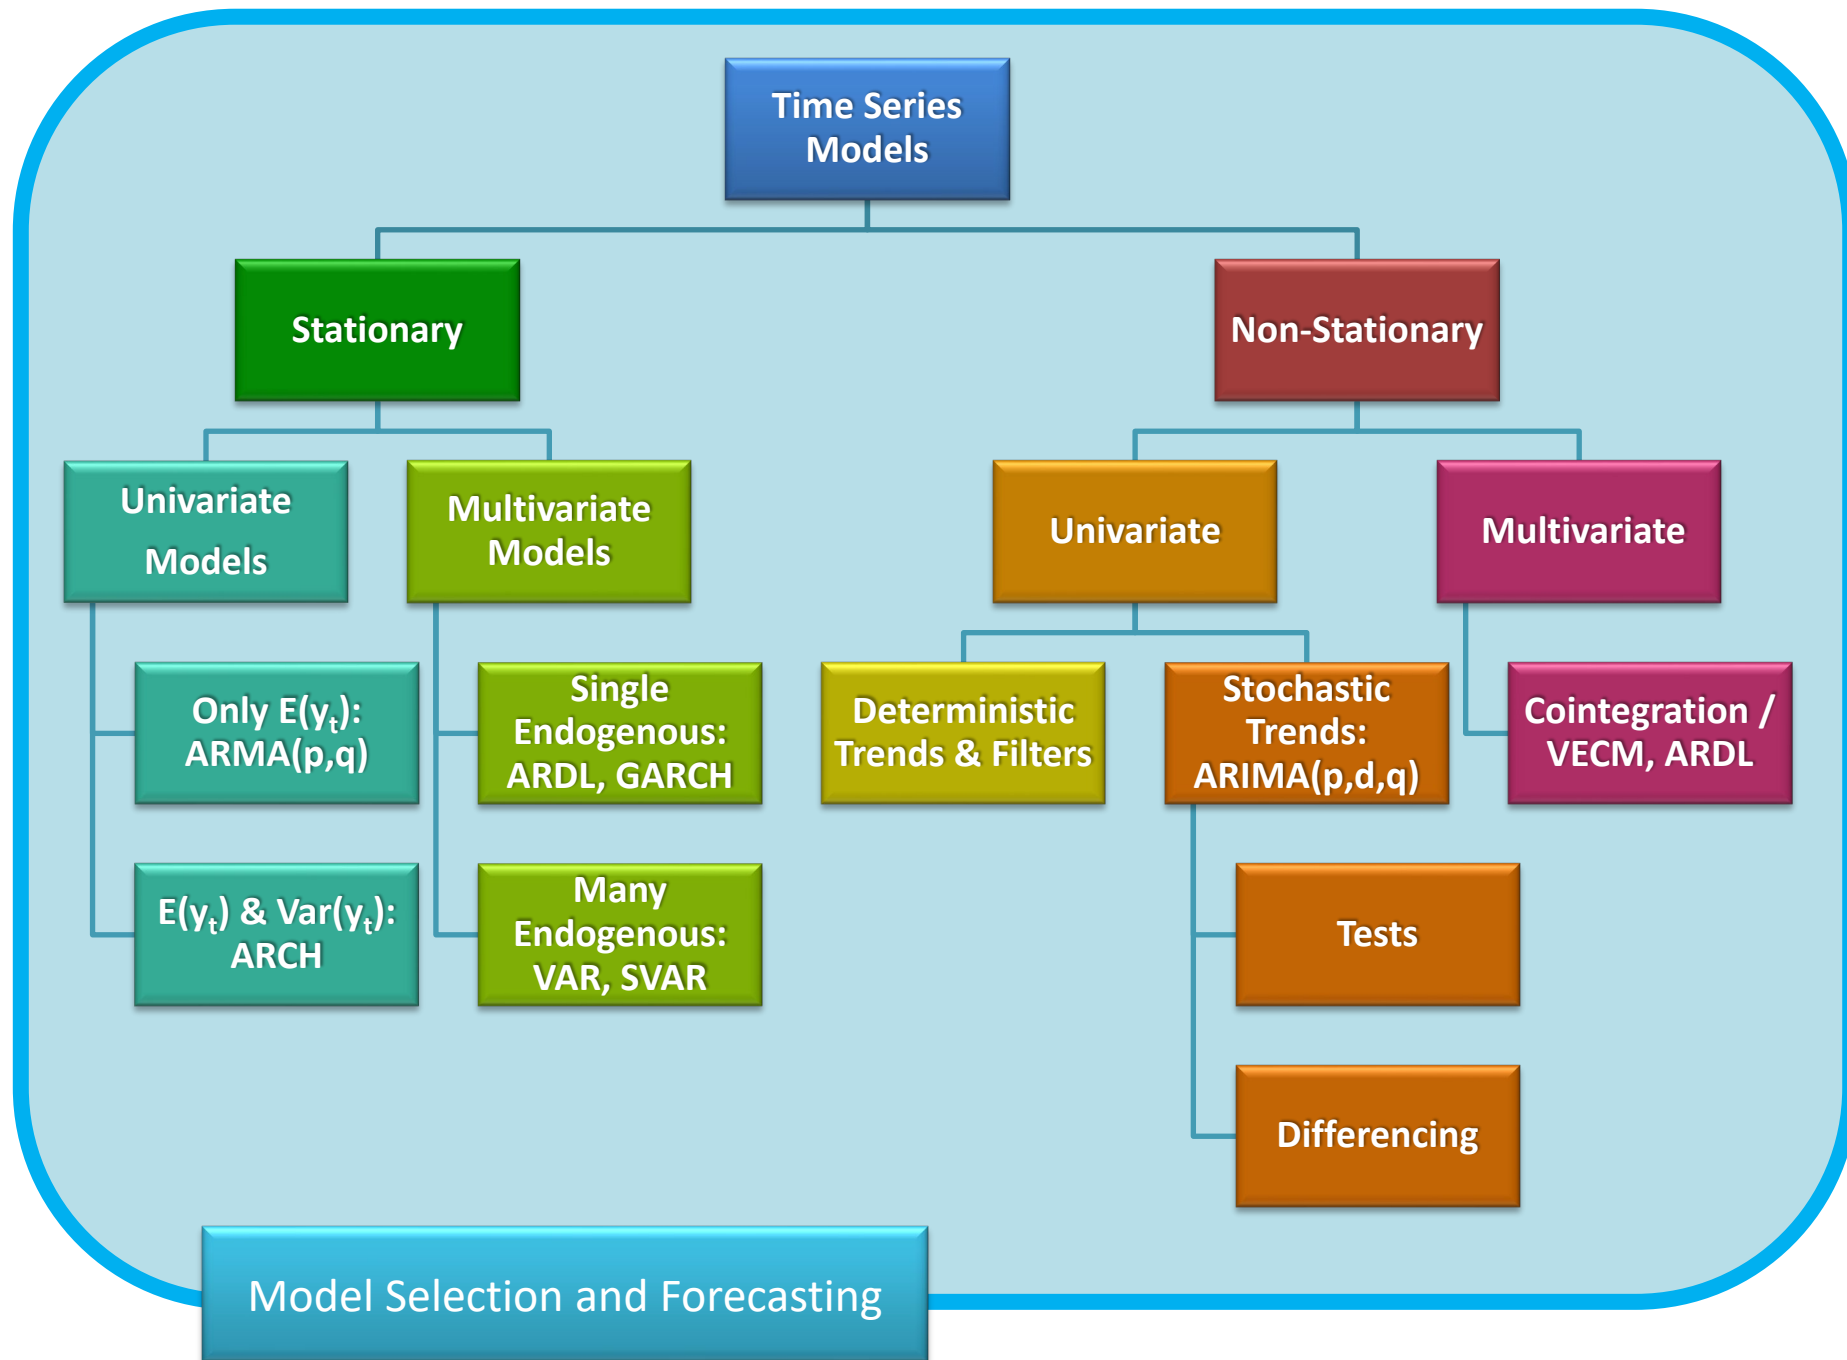 Time Series
Models
Stationary
Non-Stationary
Univariate
Models
Multivariate
Models
Univariate
Multivariate
Only E(yₜ):
ARMA(p,q)
Single
Endogenous:
ARDL, GARCH
Deterministic
Trends & Filters
Stochastic
Trends:
ARIMA(p,d,q)
Cointegration /
VECM, ARDL
E(yₜ) & Var(yₜ):
ARCH
Many
Endogenous:
VAR, SVAR
Tests
Differencing
Model Selection and Forecasting